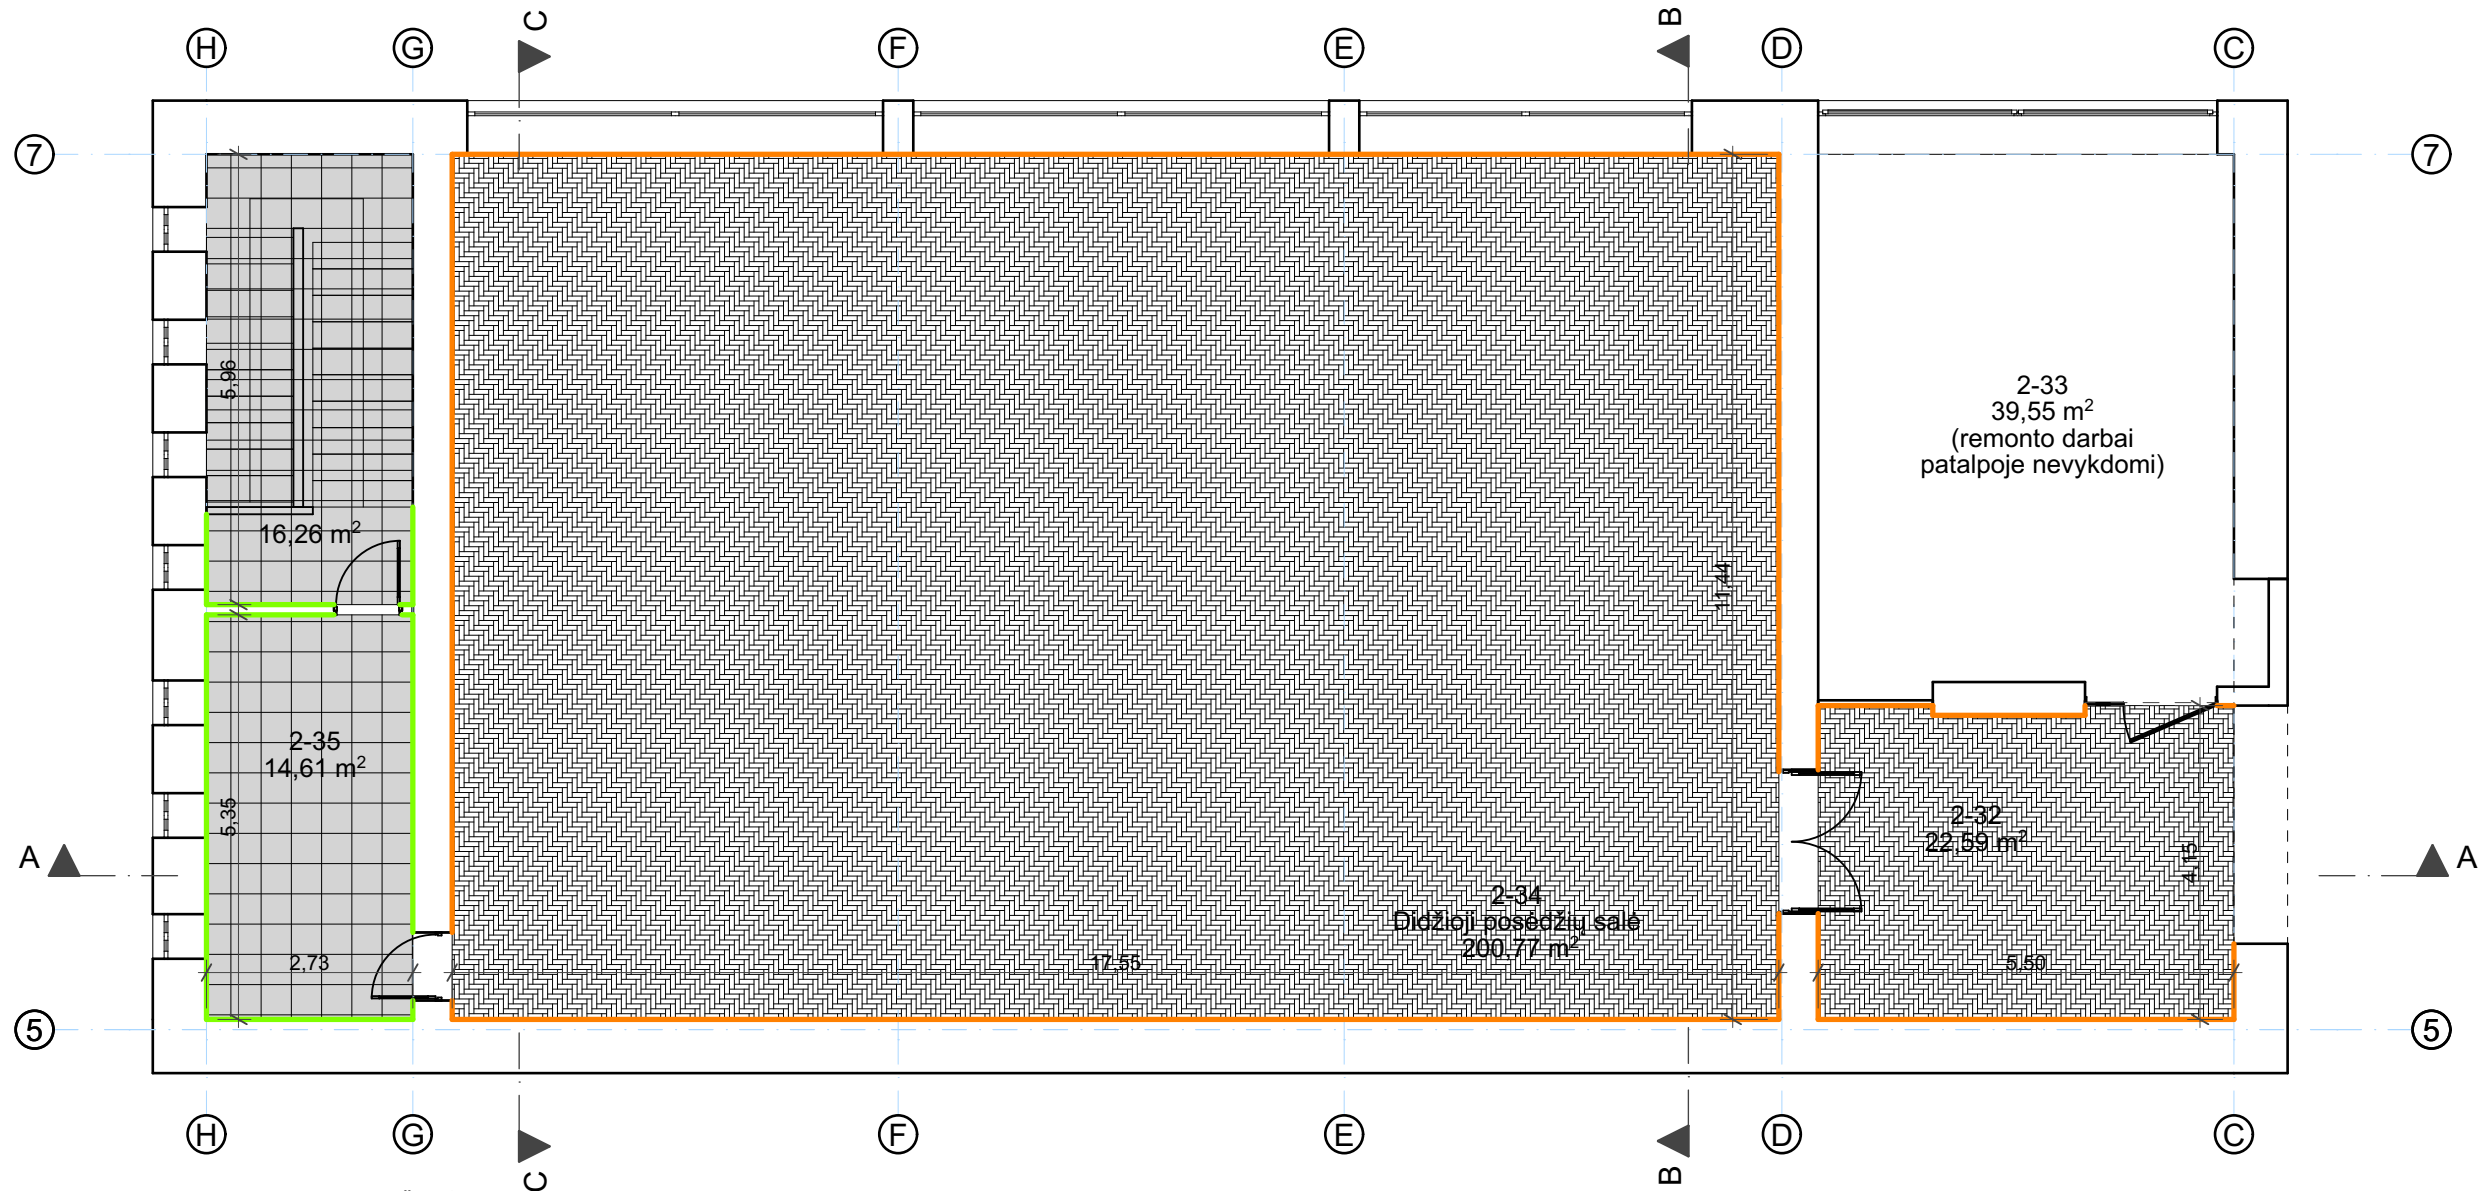 C
B
H
G
F
E
D
C
7
7
2-33
39,55 m²
(remonto darbai
patalpoje nevykdomi)
5,96
16,26 m²
11,44
2-35
14,61 m²
5,35
2-32
22,59 m²
4,15
A
A
2-34
Didžioji posėdžių salė
200,77 m²
2,73
17,55
5,50
5
5
H
G
F
E
D
C
C
B